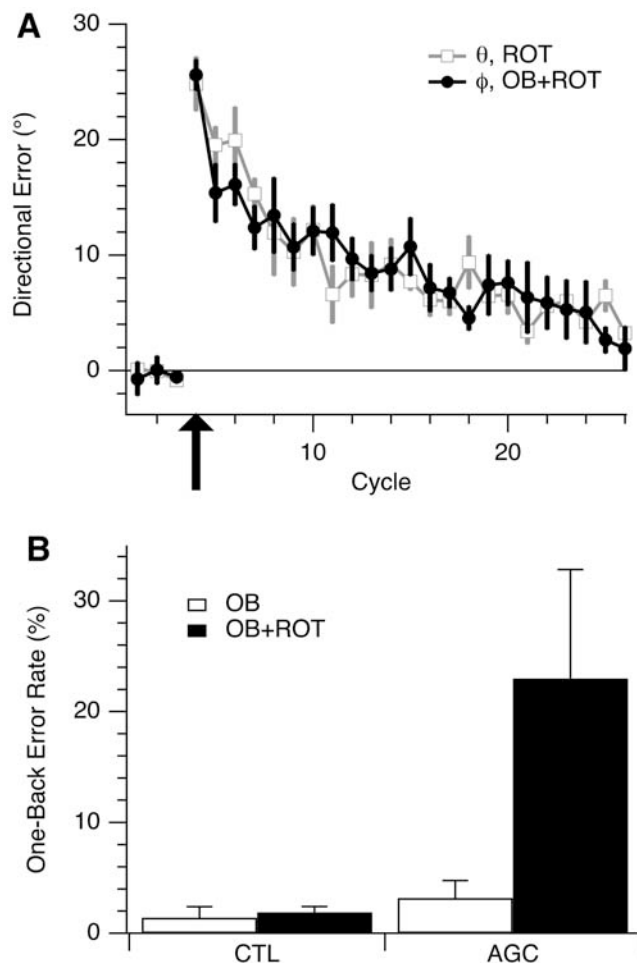 A
30
20
10
0
Directional Error (°)
θ, ROT
ϕ, OB+ROT
10
20
Cycle
B
30
20
10
0
One-Back Error Rate (%)
OB
OB+ROT
CTL
AGC